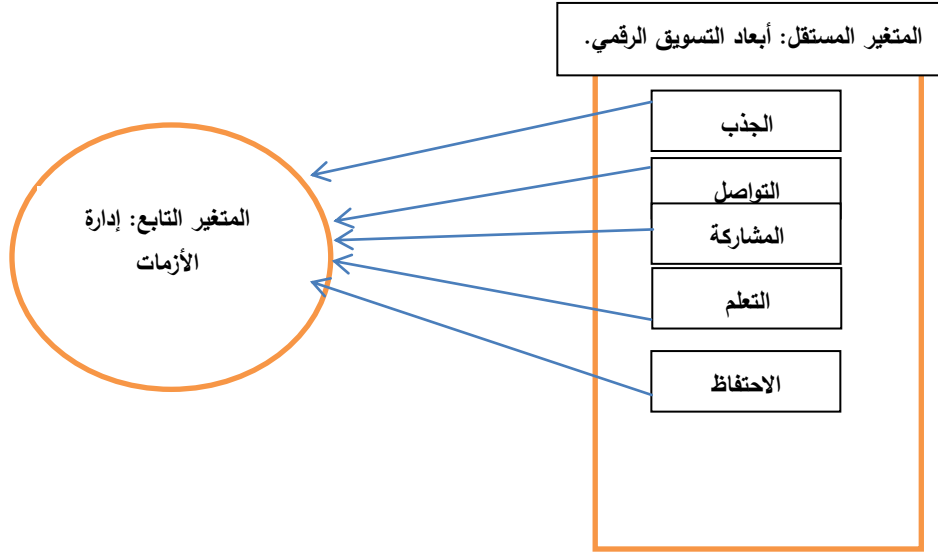 المتغير المستقل: أبعاد التسويق الرقمي.
الجذب
التواصل
المشاركة
التعلم
الاحتفاظ
المتغير التابع: إدارة
الأزمات